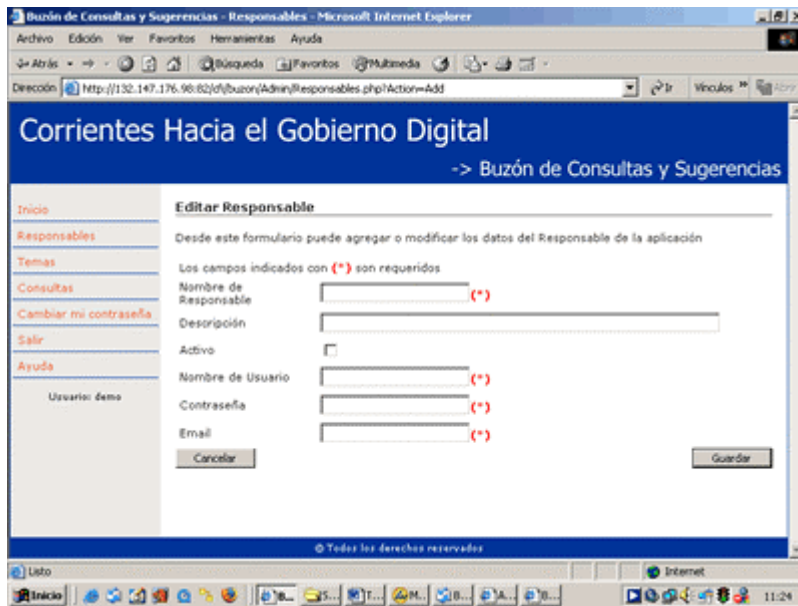 Buzón de Consultas y Sugerencias - Responsables - Microsoft Internet Explorer
Archivo Edición Ver Favoritos Herramientas Ayuda
Atrás Búsqueda Favoritos Multimedia
Dirección http://132.147.176.98:82/dfi/buzon/Admin/Responsables.php?Action=Add Ir Vínculos Abrir
Corrientes Hacia el Gobierno Digital
-> Buzón de Consultas y Sugerencias
Inicio
Responsables
Temas
Consultas
Cambiar mi contraseña
Salir
Ayuda
Usuario: demo
Editar Responsable
Desde este formulario puede agregar o modificar los datos del Responsable de la aplicación
Los campos indicados con (*) son requeridos
Nombre de
Responsable (*)
Descripción
Activo
Nombre de Usuario (*)
Contraseña (*)
Email (*)
Cancelar Guardar
© Todos los derechos reservados
Listo Internet
Inicio B... S... T... M... B... A... B... 11:24